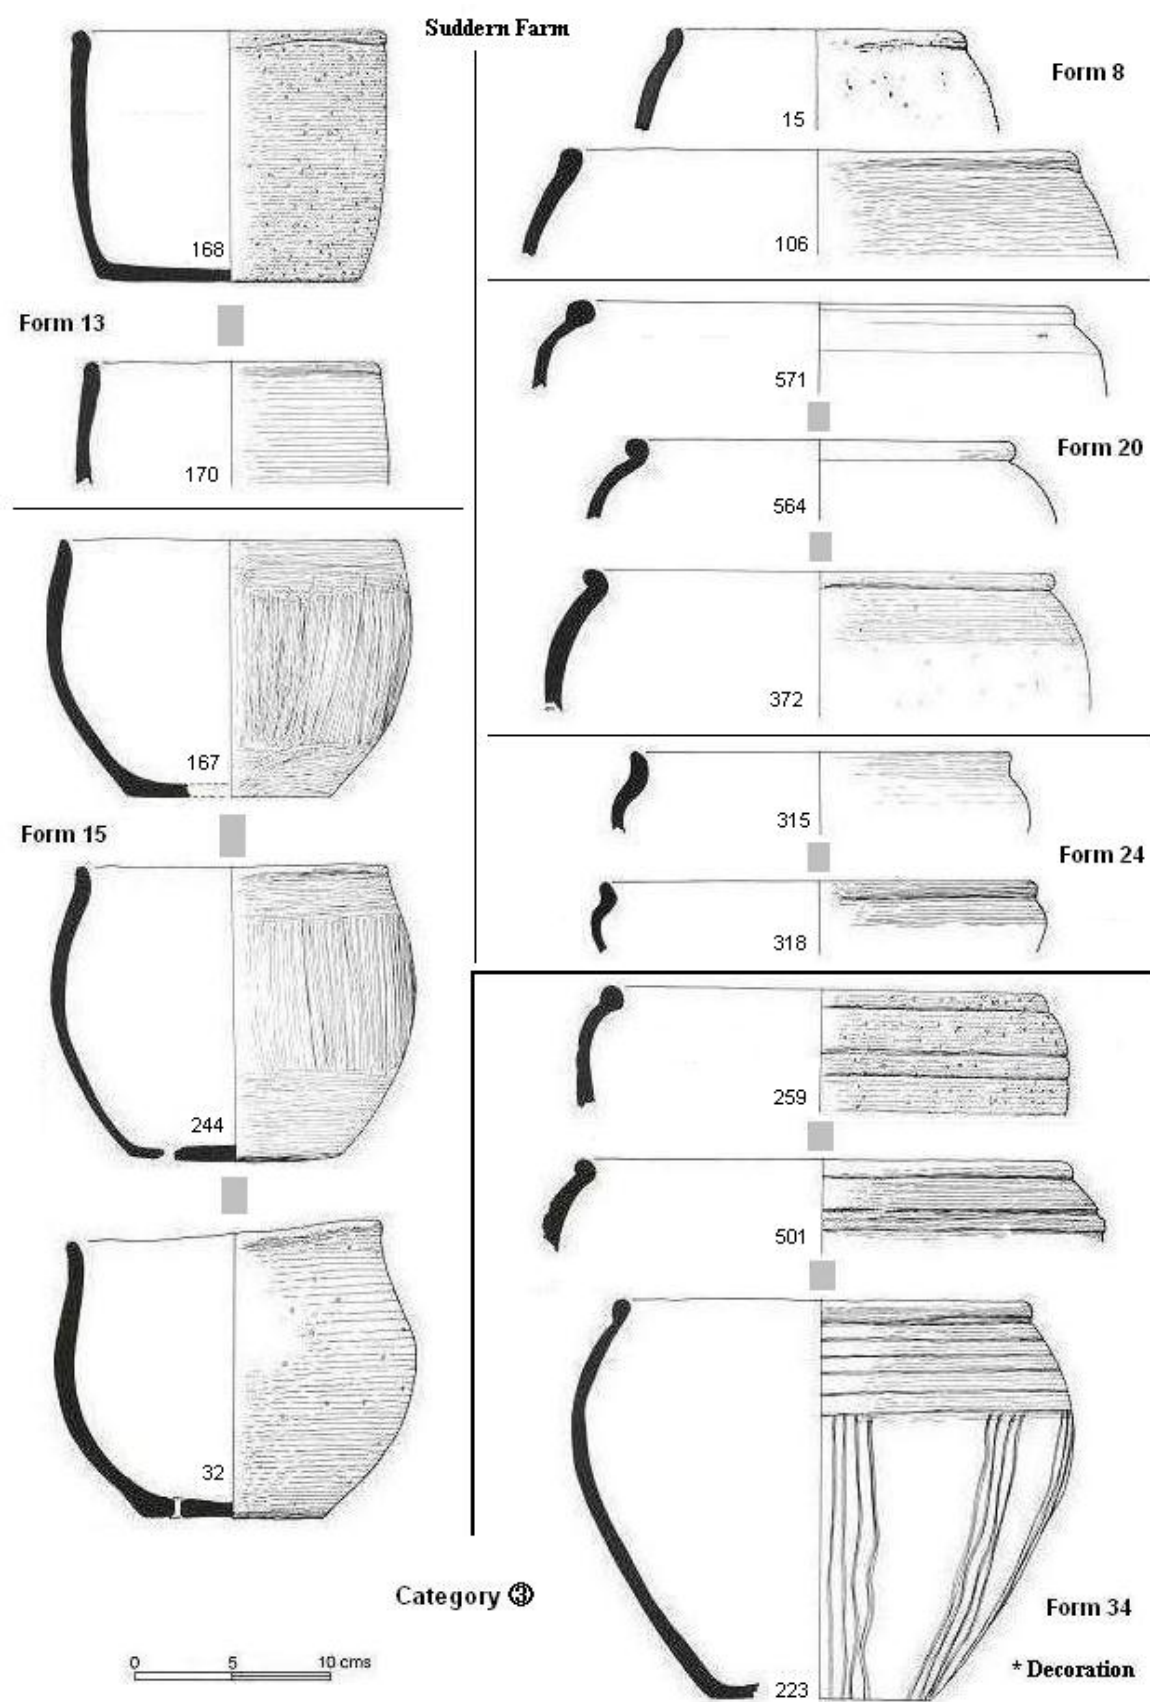 Suddern Farm
168
Form 13
170
167
Form 15
244
32
15
Form 8
106
571
Form 20
564
372
315
Form 24
318
259
501
Form 34
* Decoration
223
Category ③
0 5 10 cms